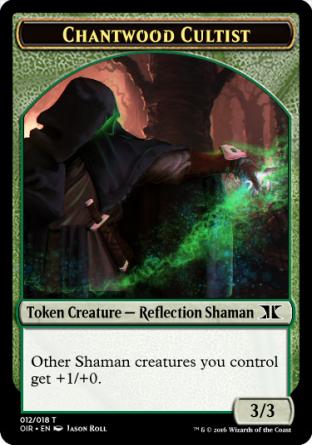 Chantwood Cultist
Token Creature — Reflection Shaman
Other Shaman creatures you control
get +1/+0.
3/3
012/018 T
OIR • EN Jason Roll
™ & © 2016 Wizards of the Coast